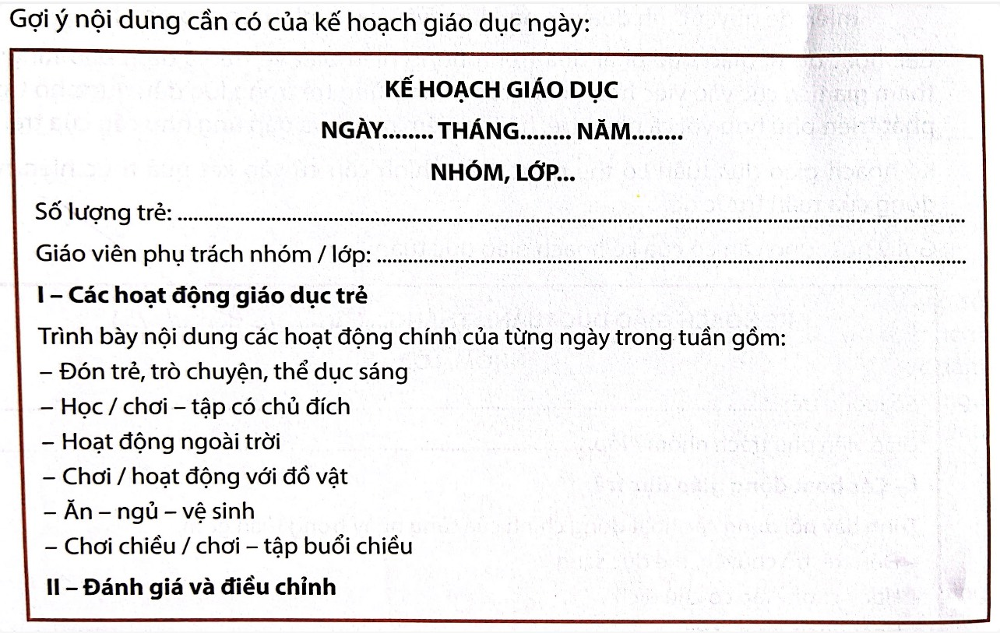 Gợi ý nội dung cần có của kế hoạch giáo dục ngày:
KẾ HOẠCH GIÁO DỤC
NGÀY........ THÁNG........ NĂM........
NHÓM, LỚP...
Số lượng trẻ: ........................................................................................................
Giáo viên phụ trách nhóm / lớp: ........................................................................................................
I – Các hoạt động giáo dục trẻ
Trình bày nội dung các hoạt động chính của từng ngày trong tuần gồm:
– Đón trẻ, trò chuyện, thể dục sáng
– Học / chơi – tập có chủ đích
– Hoạt động ngoài trời
– Chơi / hoạt động với đồ vật
– Ăn – ngủ – vệ sinh
– Chơi chiều / chơi – tập buổi chiều
II – Đánh giá và điều chỉnh